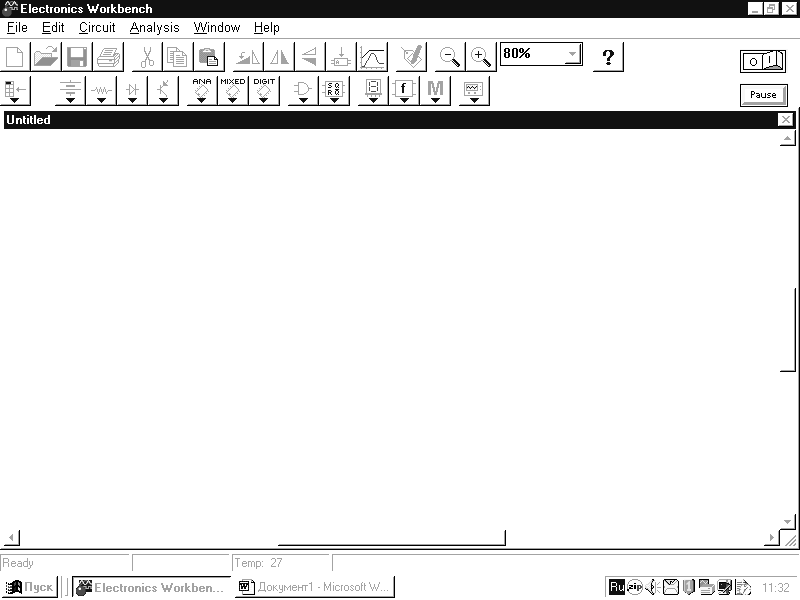 Electronics Workbench
File Edit Circuit Analysis Window Help
80% ?
O I
ANA MIXED DIGIT f M
Pause
Untitled
Ready Temp: 27
Пуск Electronics Workben... Документ1 - Microsoft W... Ru zip 11:32